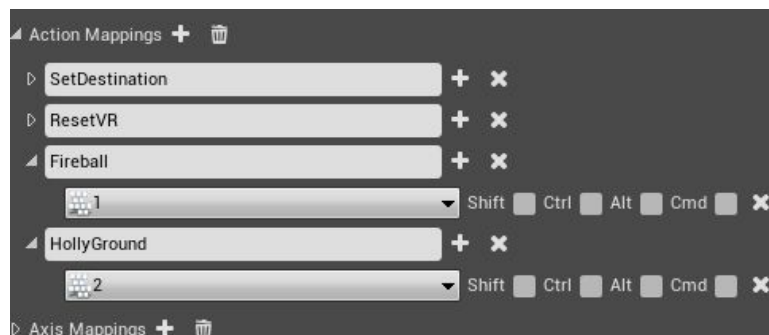 Action Mappings
SetDestination
ResetVR
Fireball
1 Shift Ctrl Alt Cmd
HollyGround
2 Shift Ctrl Alt Cmd
Axis Mappings